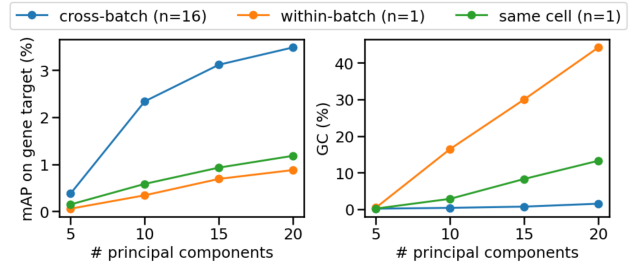 cross-batch (n=16) within-batch (n=1) same cell (n=1)
mAP on gene target (%)
3
2
1
0
5 10 15 20
# principal components
GC (%)
40
30
20
10
0
5 10 15 20
# principal components